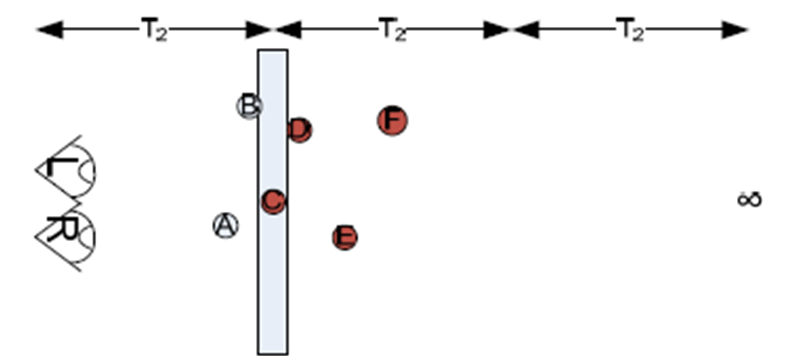 T₂ T₂ T₂
B
D F
L
C ∞
R A E